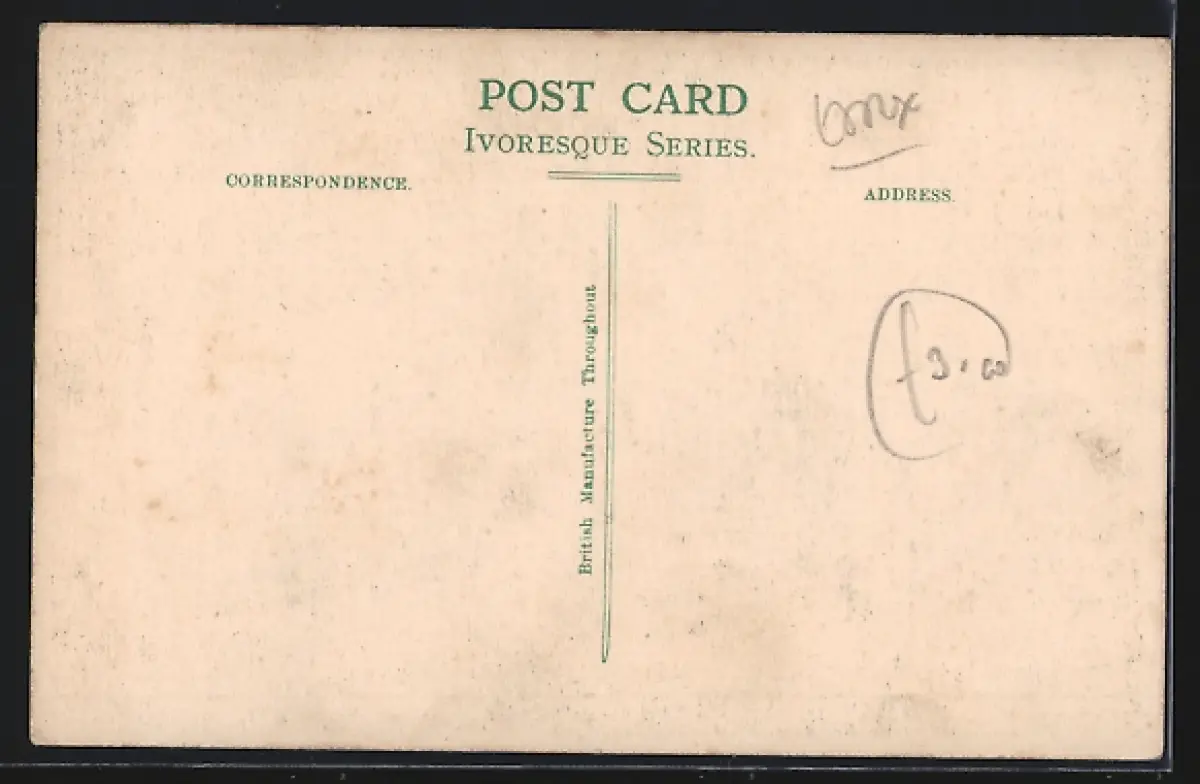 POST CARD
IVORESQUE SERIES.
CORRESPONDENCE.
ADDRESS.
British Manufacture Throughout
£3.00